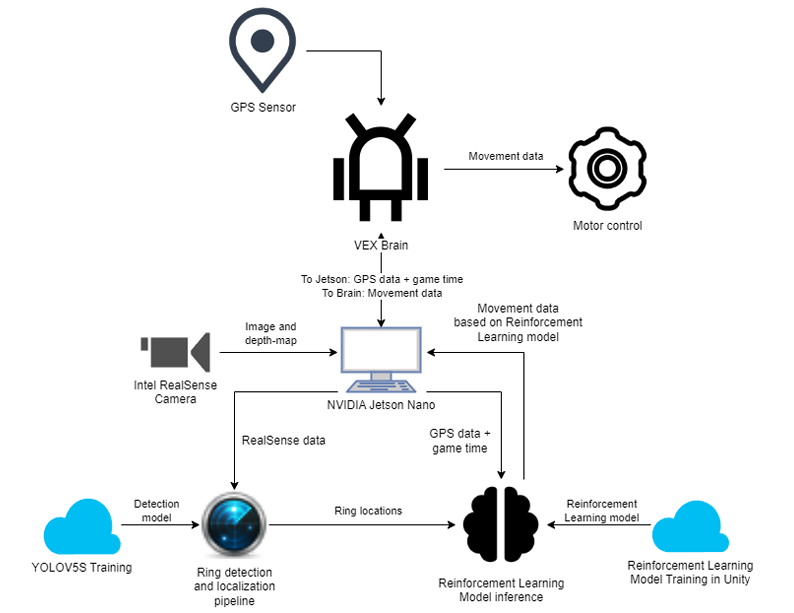 GPS Sensor
Movement data
Motor control
VEX Brain
To Jetson: GPS data + game time
To Brain: Movement data
Movement data
based on Reinforcement
Learning model
Image and
depth-map
Intel RealSense
Camera
NVIDIA Jetson Nano
RealSense data
GPS data +
game time
Detection
model
Ring locations
Reinforcement
Learning model
YOLOV5S Training
Ring detection
and localization
pipeline
Reinforcement Learning
Model inference
Reinforcement Learning
Model Training in Unity